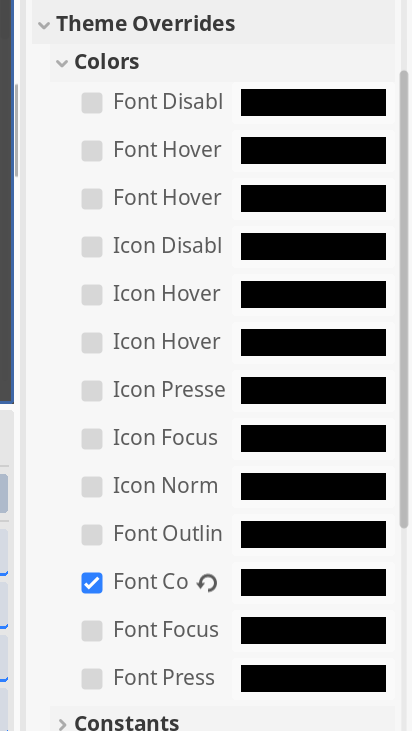 Theme Overrides
Colors
Font Disabl
Font Hover
Font Hover
Icon Disabl
Icon Hover
Icon Hover
Icon Presse
Icon Focus
Icon Norm
Font Outlin
Font Co
Font Focus
Font Press
Constants